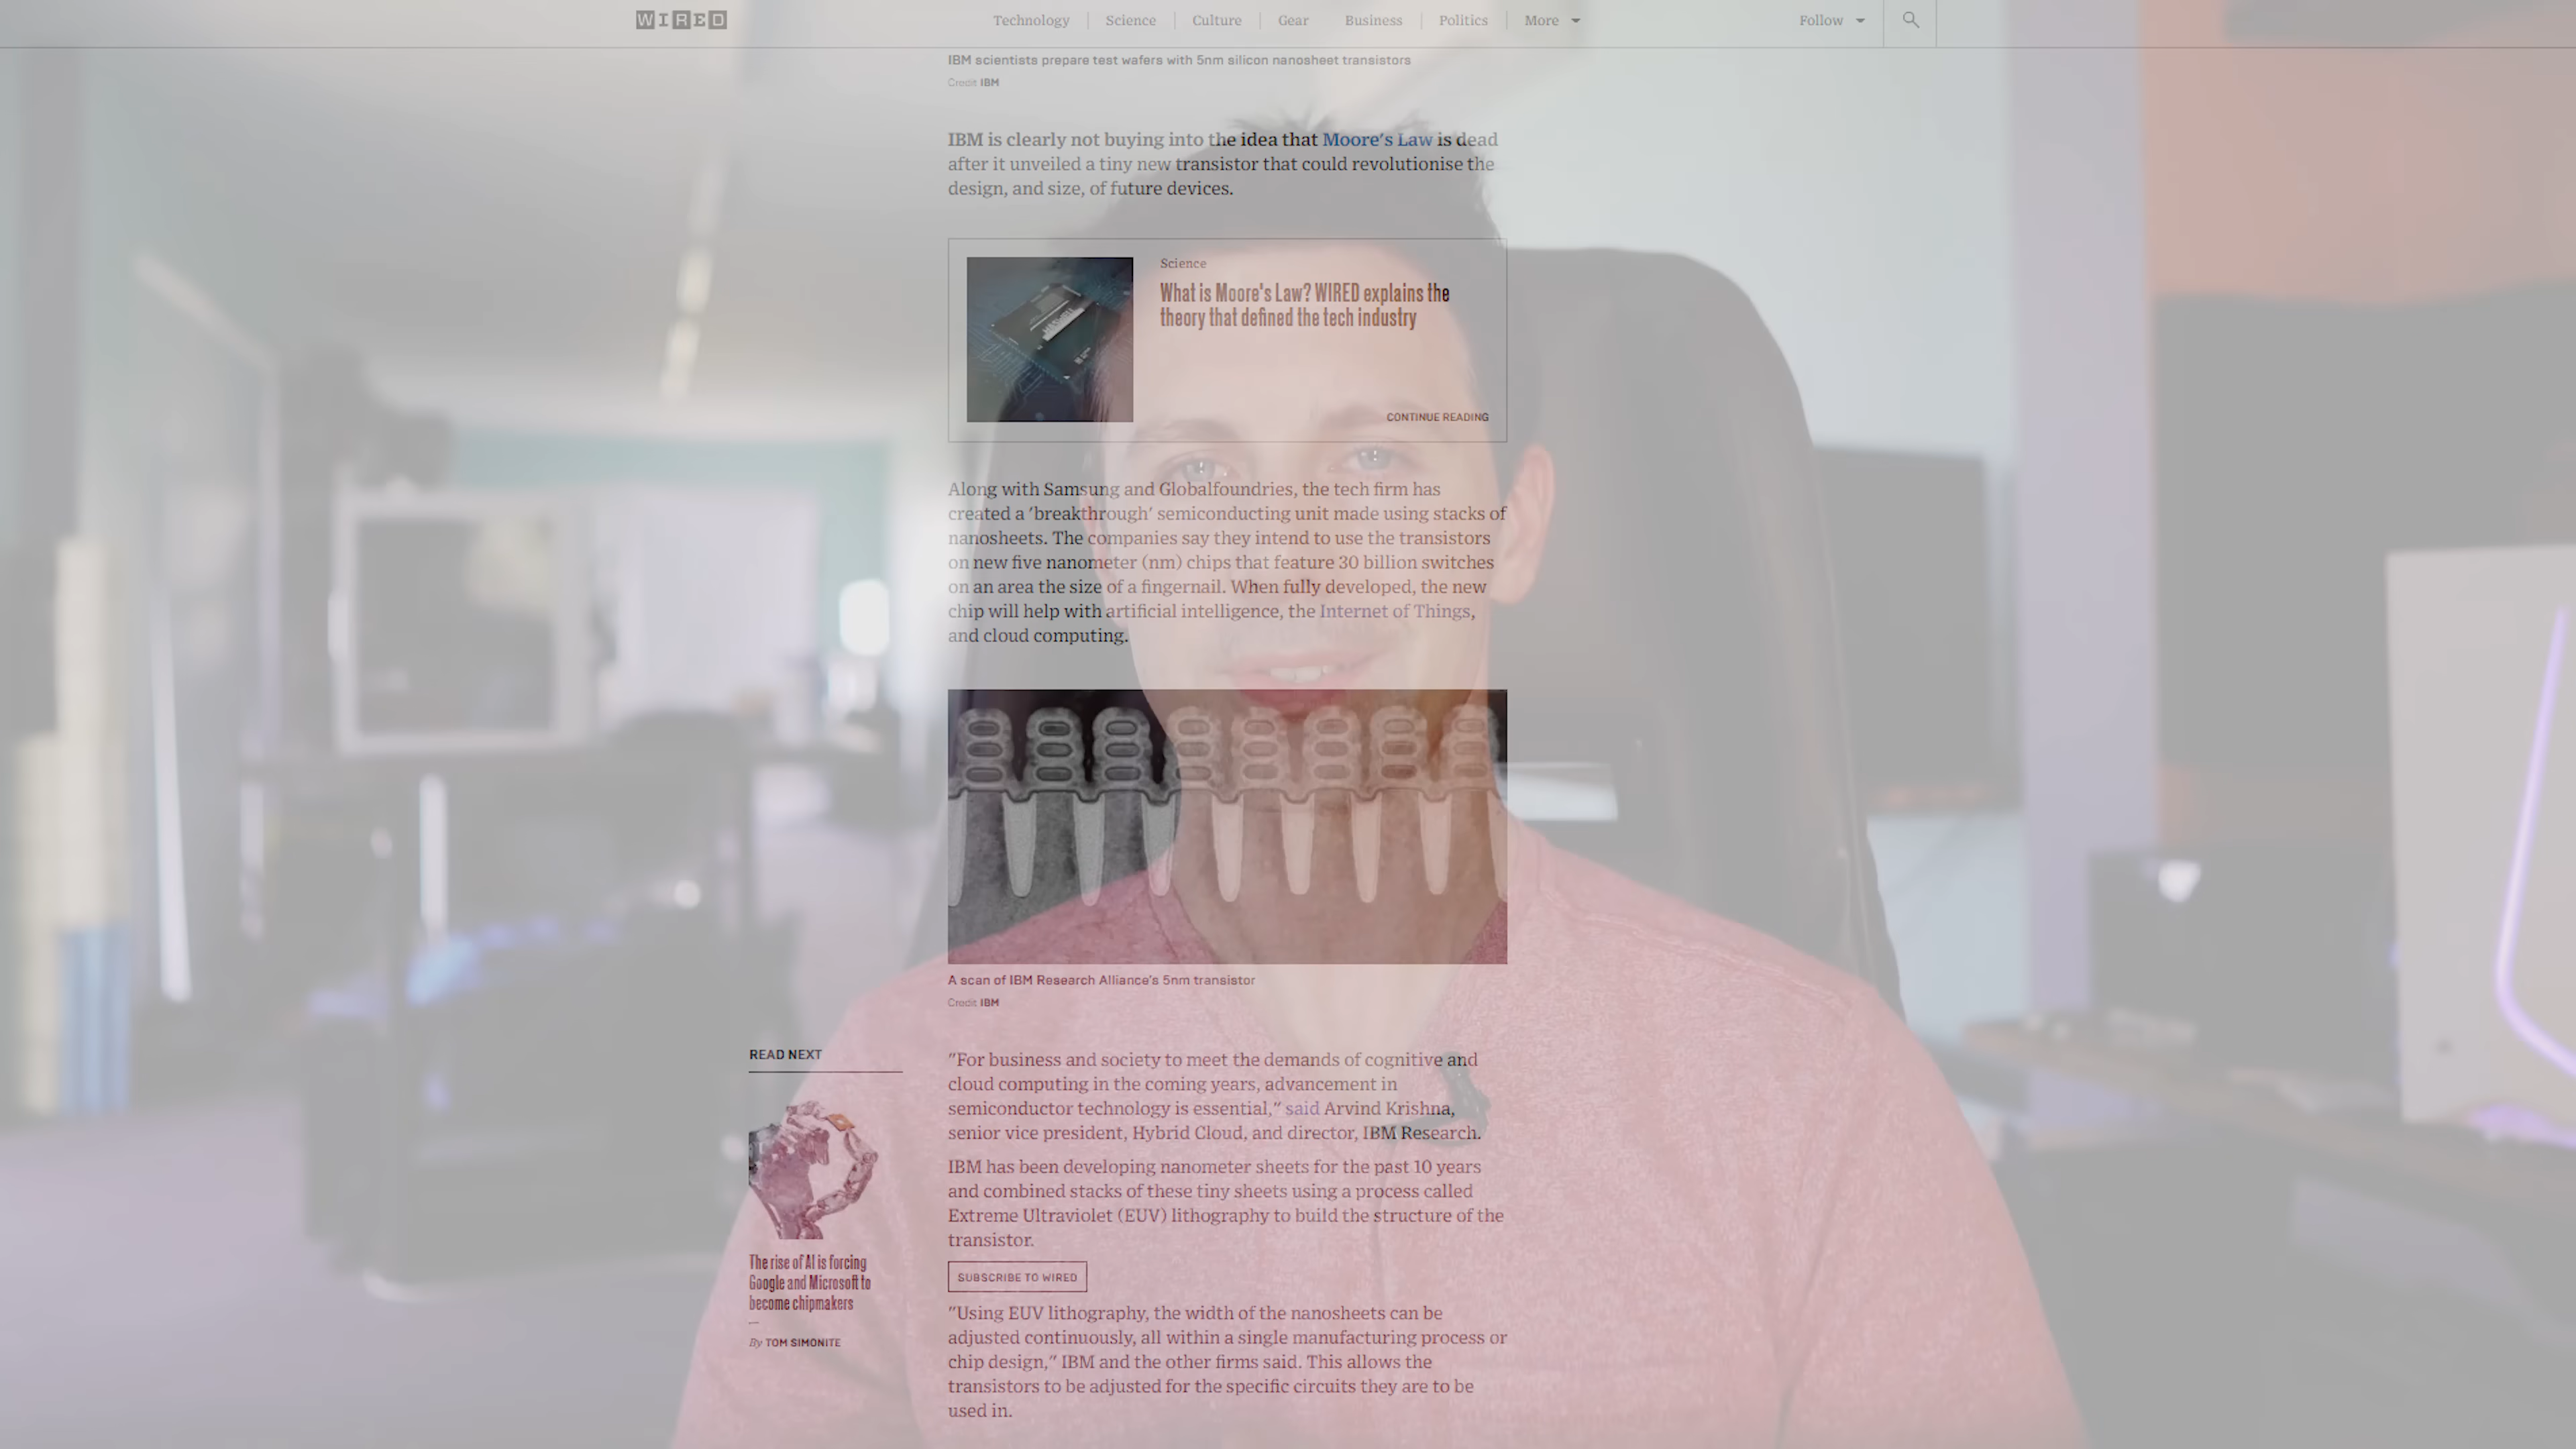 WIRED
Technology
Science
Culture
Gear
Business
Politics
More
Follow
IBM scientists prepare test wafers with 5nm silicon nanosheet transistors
Credit IBM
IBM is clearly not buying into the idea that Moore's Law is dead
after it unveiled a tiny new transistor that could revolutionise the
design, and size, of future devices.
Science
What is Moore's Law? WIRED explains the
theory that defined the tech industry
CONTINUE READING
Along with Samsung and Globalfoundries, the tech firm has
created a 'breakthrough' semiconducting unit made using stacks of
nanosheets. The companies say they intend to use the transistors
on new five nanometer (nm) chips that feature 30 billion switches
on an area the size of a fingernail. When fully developed, the new
chip will help with artificial intelligence, the Internet of Things,
and cloud computing.
A scan of IBM Research Alliance's 5nm transistor
Credit IBM
READ NEXT
The rise of AI is forcing
Google and Microsoft to
become chipmakers
By TOM SIMONITE
"For business and society to meet the demands of cognitive and
cloud computing in the coming years, advancement in
semiconductor technology is essential," said Arvind Krishna,
senior vice president, Hybrid Cloud, and director, IBM Research.
IBM has been developing nanometer sheets for the past 10 years
and combined stacks of these tiny sheets using a process called
Extreme Ultraviolet (EUV) lithography to build the structure of the
transistor.
SUBSCRIBE TO WIRED
"Using EUV lithography, the width of the nanosheets can be
adjusted continuously, all within a single manufacturing process or
chip design," IBM and the other firms said. This allows the
transistors to be adjusted for the specific circuits they are to be
used in.